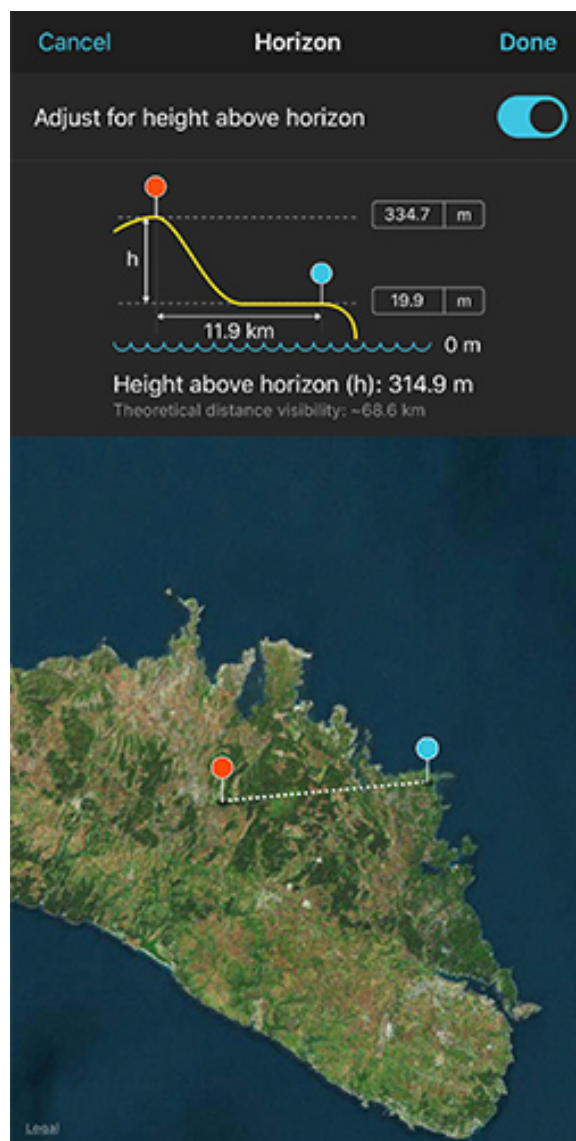 Cancel Horizon Done
Adjust for height above horizon
334.7 m
h
19.9 m
11.9 km
0 m
Height above horizon (h): 314.9 m
Theoretical distance visibility: ~68.6 km
Legal